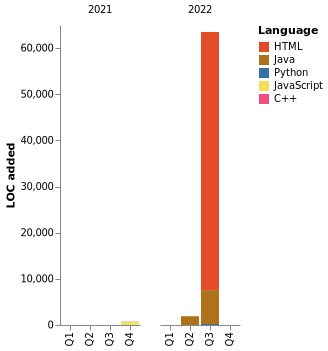 2021
2022
Language
HTML
Java
Python
JavaScript
C++
LOC added
60,000
50,000
40,000
30,000
20,000
10,000
0
Q1
Q2
Q3
Q4
Q1
Q2
Q3
Q4